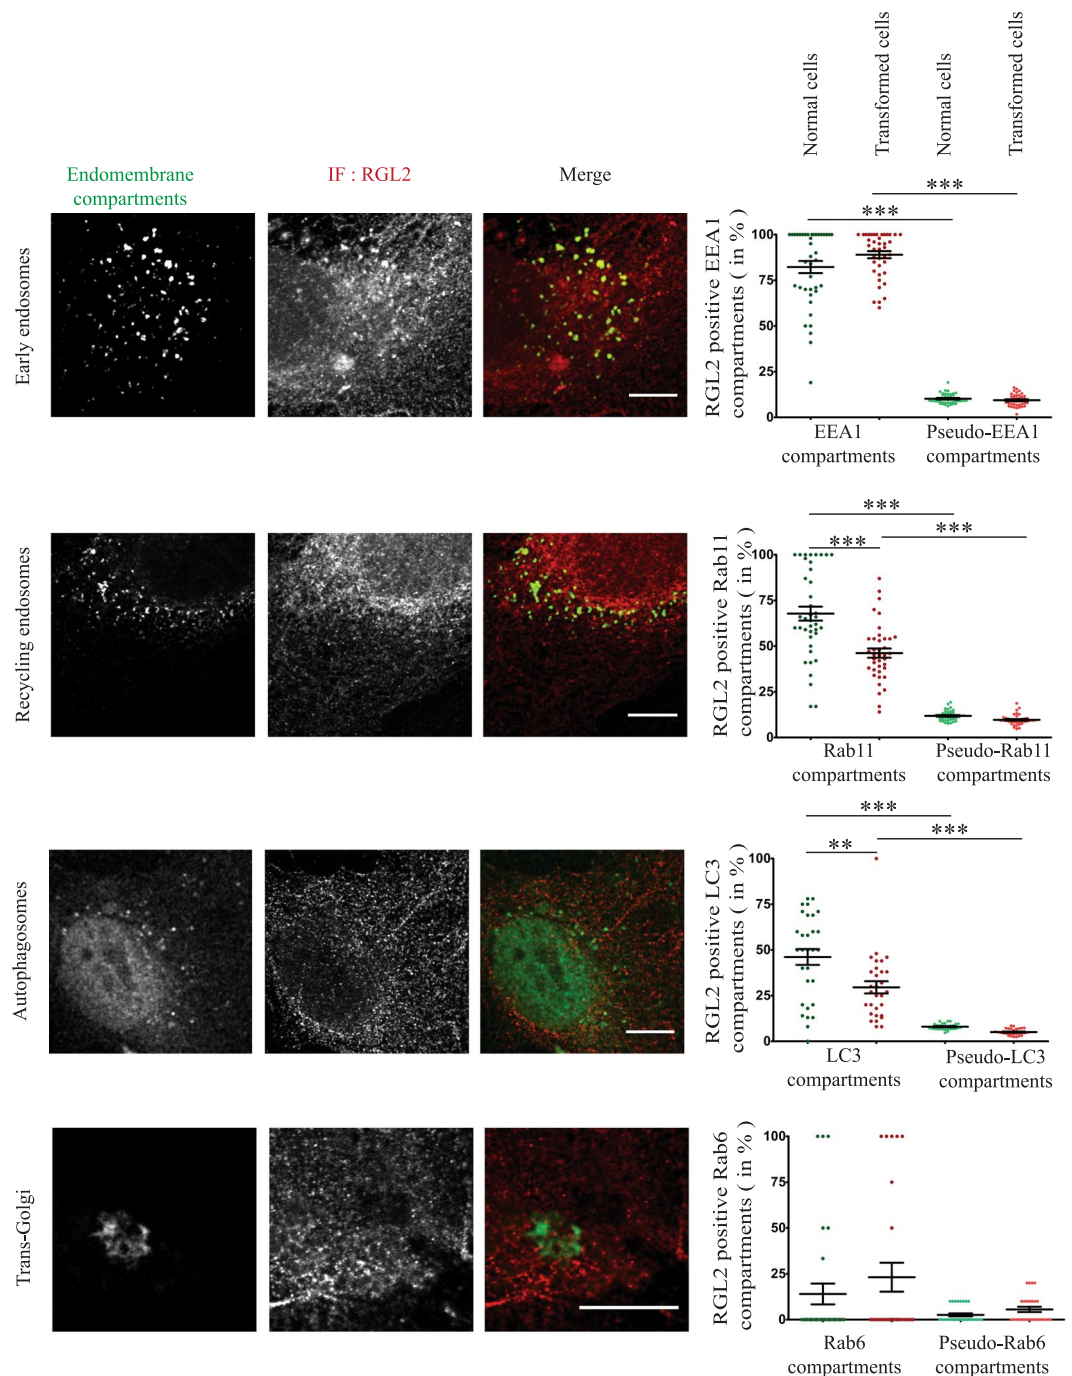 Normal cells
Transformed cells
Normal cells
Transformed cells
Endomembrane
compartments
IF : RGL2
Merge
Early endosomes
RGL2 positive EEA1
compartments ( in % )
***
***
100
75
50
25
0
EEA1
compartments
Pseudo-EEA1
compartments
Recycling endosomes
RGL2 positive Rab11
compartments ( in % )
***
***
***
100
75
50
25
0
Rab11
compartments
Pseudo-Rab11
compartments
Autophagosomes
RGL2 positive LC3
compartments ( in % )
***
***
**
100
75
50
25
0
LC3
compartments
Pseudo-LC3
compartments
Trans-Golgi
RGL2 positive Rab6
compartments ( in % )
100
75
50
25
0
Rab6
compartments
Pseudo-Rab6
compartments